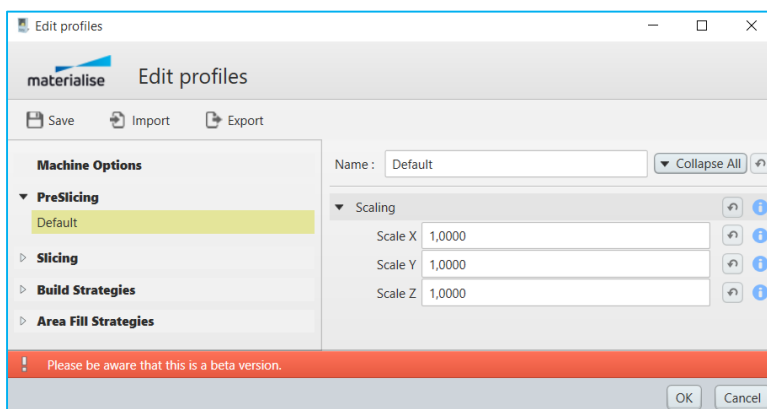 Edit profiles
materialise Edit profiles
Save Import Export
Machine Options
PreSlicing
Default
Slicing
Build Strategies
Area Fill Strategies
Name : Default Collapse All
Scaling
Scale X 1,0000
Scale Y 1,0000
Scale Z 1,0000
Please be aware that this is a beta version.
OK Cancel